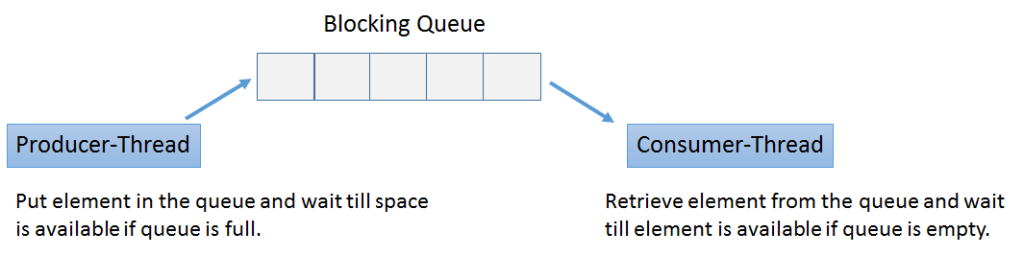 Blocking Queue
Producer-Thread
Consumer-Thread
Put element in the queue and wait till space
is available if queue is full.
Retrieve element from the queue and wait
till element is available if queue is empty.